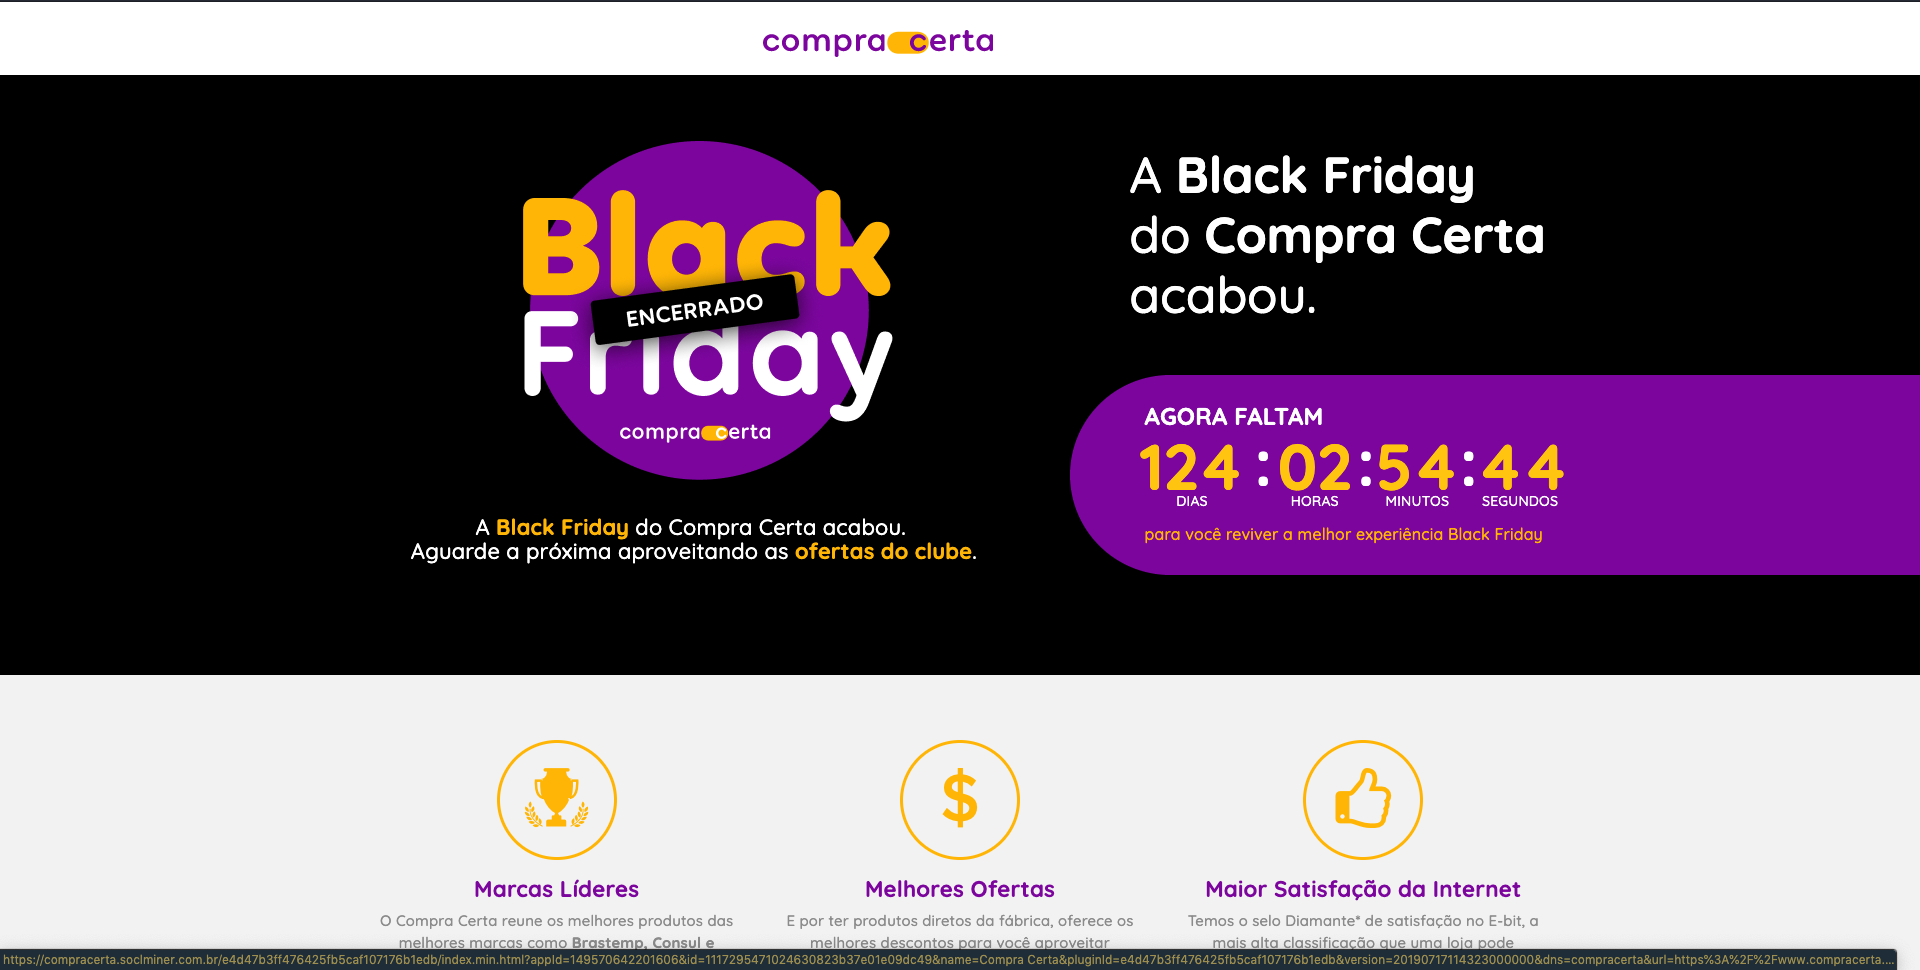 compra certa
Black
ENCERRADO
Friday
compra certa
A Black Friday do Compra Certa acabou.
Aguarde a próxima aproveitando as ofertas do clube.
A Black Friday
do Compra Certa
acabou.
AGORA FALTAM
124 : 02 : 54 : 44
DIAS HORAS MINUTOS SEGUNDOS
para você reviver a melhor experiência Black Friday
Marcas Líderes
O Compra Certa reune os melhores produtos das
melhores marcas como Brastemp, Consul e
Melhores Ofertas
E por ter produtos diretos da fábrica, oferece os
melhores descontos para você aproveitar
Maior Satisfação da Internet
Temos o selo Diamante* de satisfação no E-bit, a
mais alta classificação que uma loja pode
https://compracerta.soclminer.com.br/e4d47b3ff476425fb5caf107176b1edb/index.min.html?appId=149570642201606&id=1117295471024630823b37e01e09dc49&name=Compra Certa&pluginId=e4d47b3ff476425fb5caf107176b1edb&version=20190717114323000000&dns=compracerta&url=https%3A%2F%2Fwww.compracerta....